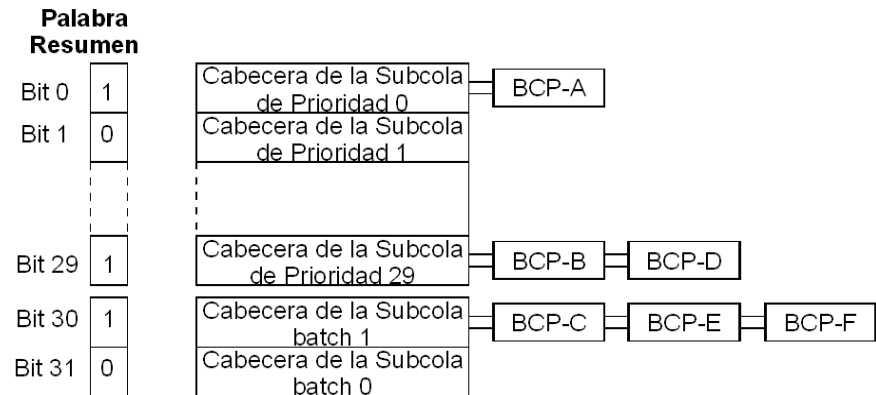 Palabra
Resumen
Bit 0
1
Cabecera de la Subcola
de Prioridad 0
BCP-A
Bit 1
0
Cabecera de la Subcola
de Prioridad 1
Bit 29
1
Cabecera de la Subcola
de Prioridad 29
BCP-B
BCP-D
Bit 30
1
Cabecera de la Subcola
batch 1
BCP-C
BCP-E
BCP-F
Bit 31
0
Cabecera de la Subcola
batch 0